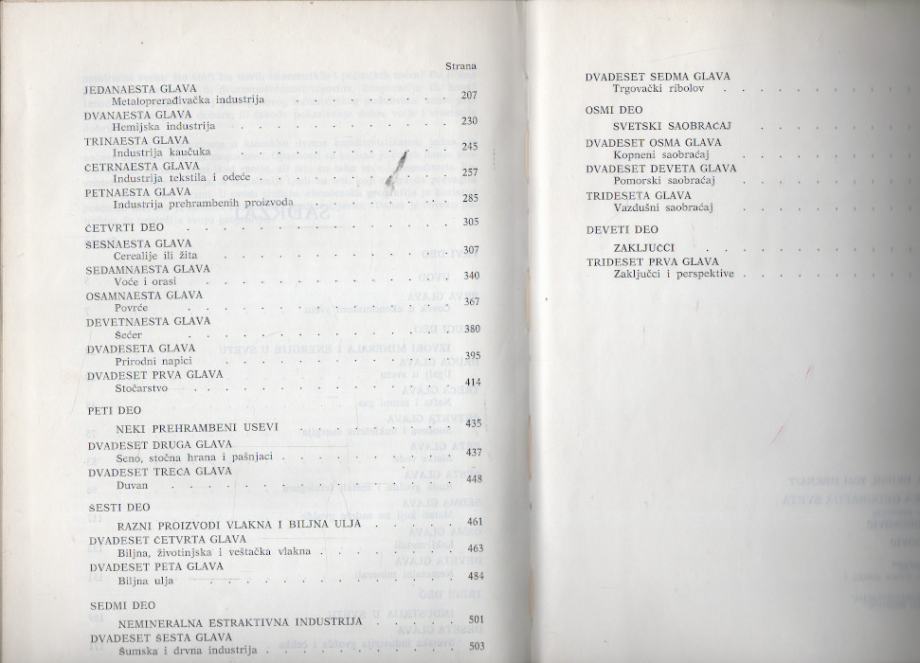 Strana
JEDANAESTA GLAVA
Metaloprerađivačka industrija . . . . . . . . 207
DVANAESTA GLAVA
Hemijska industrija . . . . . . . . . . 230
TRINAESTA GLAVA
Industrija kaučuka . . . . . . . . . . 245
ČETRNAESTA GLAVA
Industrija tekstila i odeće . . . . . . . . . 257
PETNAESTA GLAVA
Industrija prehrambenih proizvoda . . . . . . . 285
ČETVRTI DEO . . . . . . . . . . . . 305
ŠESNAESTA GLAVA
Cerealije ili žita . . . . . . . . . . . 307
SEDAMNAESTA GLAVA
Voće i orasi . . . . . . . . . . . . 340
OSAMNAESTA GLAVA
Povrće . . . . . . . . . . . . 367
DEVETNAESTA GLAVA
Šećer . . . . . . . . . . . . 380
DVADESETA GLAVA
Prirodni napici . . . . . . . . . . . 395
DVADESET PRVA GLAVA
Stočarstvo . . . . . . . . . . . . 414
PETI DEO
NEKI PREHRAMBENI USEVI . . . . . . . . 435
DVADESET DRUGA GLAVA
Seno, stočna hrana i pašnjaci . . . . . . . . 437
DVADESET TREĆA GLAVA
Duvan . . . . . . . . . . . . 448
ŠESTI DEO
RAZNI PROIZVODI VLAKNA I BILJNA ULJA . . . . 461
DVADESET ČETVRTA GLAVA
Biljna, životinjska i veštačka vlakna . . . . . . . 463
DVADESET PETA GLAVA
Biljna ulja . . . . . . . . . . . 484
SEDMI DEO
NEMINERALNA ESTRAKTIVNA INDUSTRIJA . . . . 501
DVADESET ŠESTA GLAVA
Šumska i drvna industrija . . . . . . . . . 503
DVADESET SEDMA GLAVA
Trgovački ribolov . . . . . . . . .
OSMI DEO
SVETSKI SAOBRAĆAJ . . . . . . .
DVADESET OSMA GLAVA
Kopneni saobraćaj . . . . . . . . .
DVADESET DEVETA GLAVA
Pomorski saobraćaj . . . . . . . . .
TRIDESETA GLAVA
Vazdušni saobraćaj . . . . . . . . .
DEVETI DEO
ZAKLJUČCI . . . . . . . . .
TRIDESET PRVA GLAVA
Zaključci i perspektive . . . . . . . . .